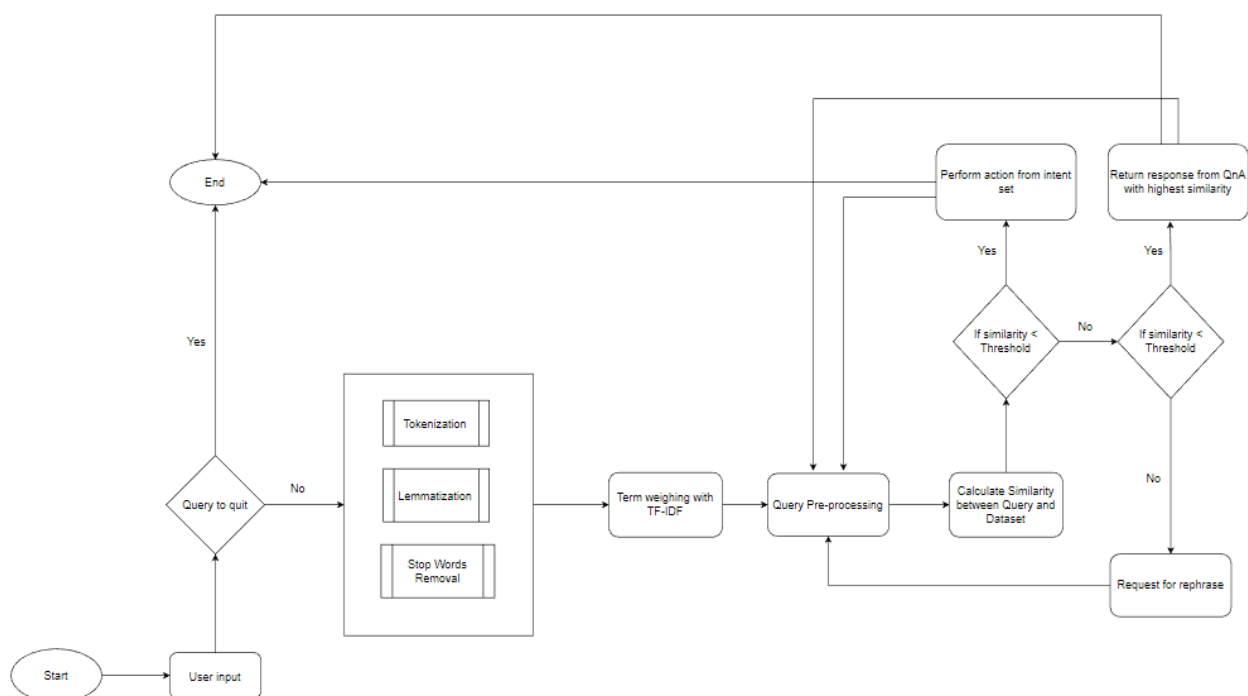 End
Perform action from intent
set
Return response from QnA
with highest similarity
Yes
Yes
Yes
If similarity <
Threshold
No
If similarity <
Threshold
Tokenization
Lemmatization
Stop Words
Removal
Query to quit
No
Term weighing with
TF-IDF
Query Pre-processing
Calculate Similarity
between Query and
Dataset
No
Request for rephrase
Start
User input